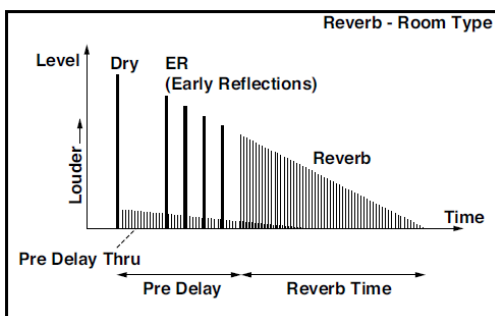 Reverb - Room Type
Level
Dry
ER
(Early Reflections)
Louder
Reverb
Time
Pre Delay Thru
Pre Delay
Reverb Time